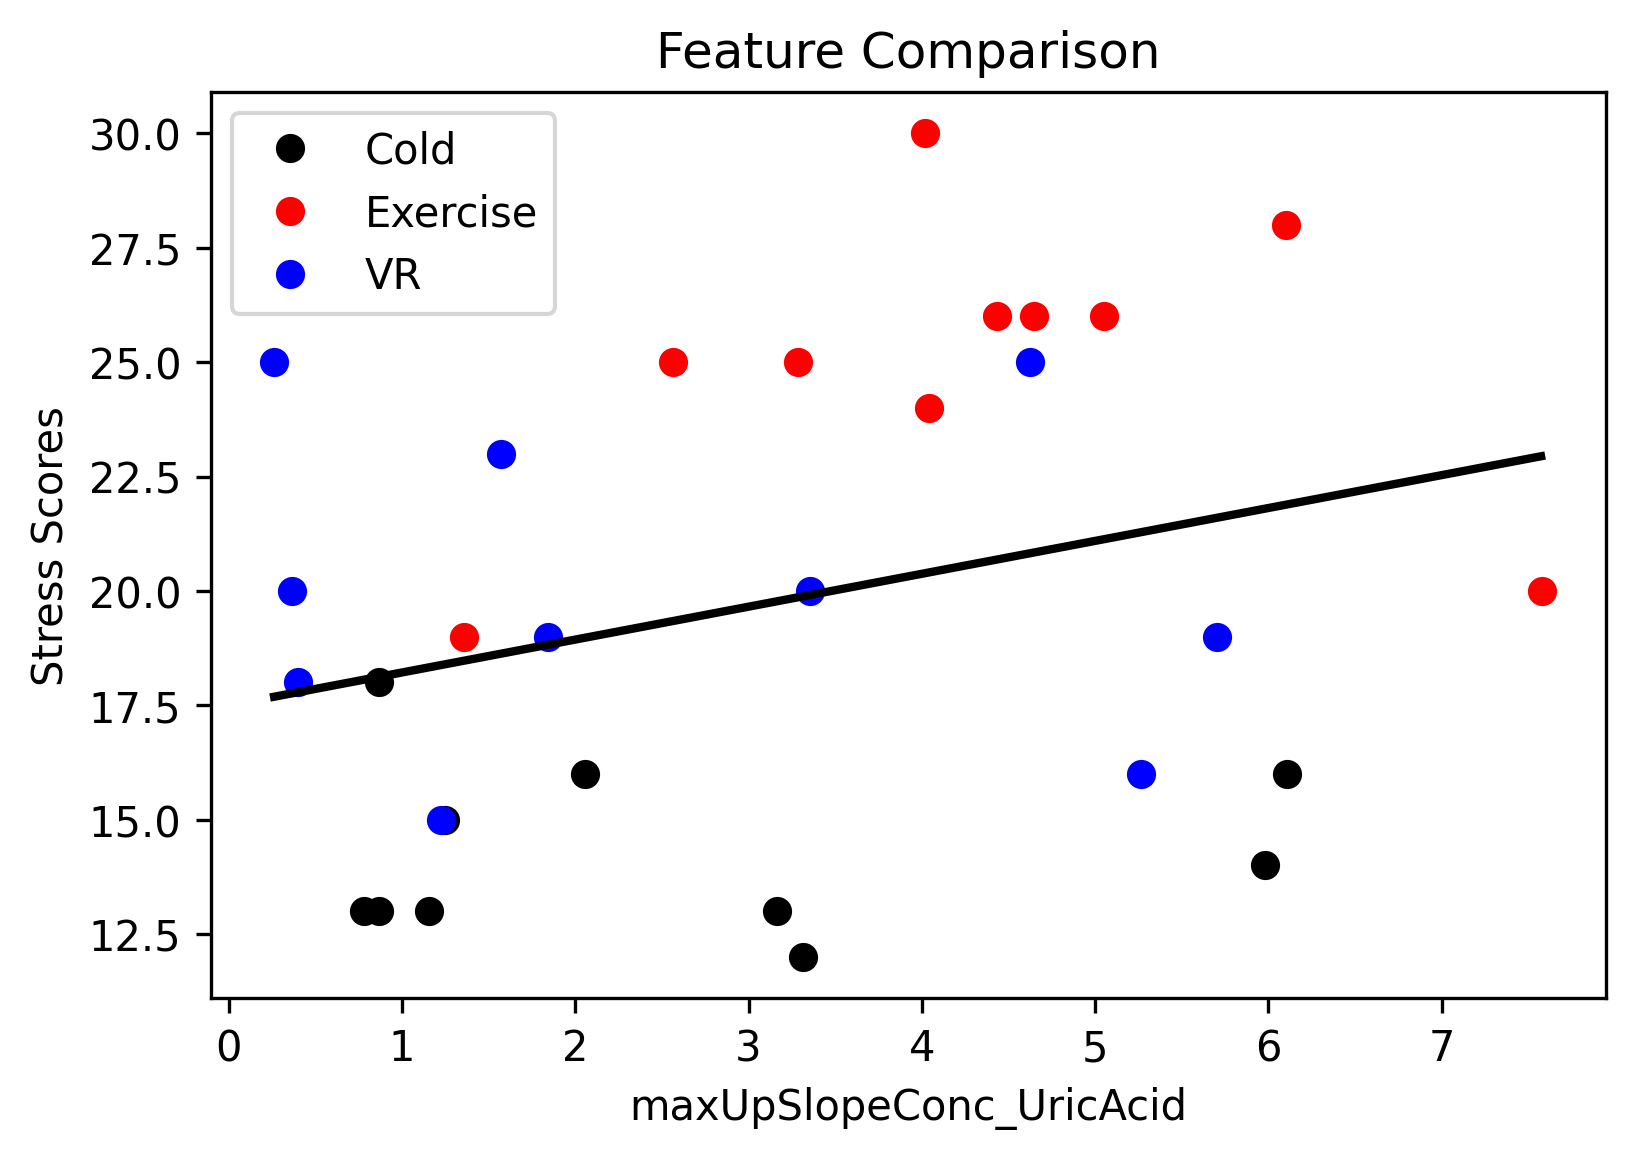 Feature Comparison
Cold
Exercise
VR
30.0
27.5
25.0
22.5
20.0
17.5
15.0
12.5
Stress Scores
0 1 2 3 4 5 6 7
maxUpSlopeConc_UricAcid